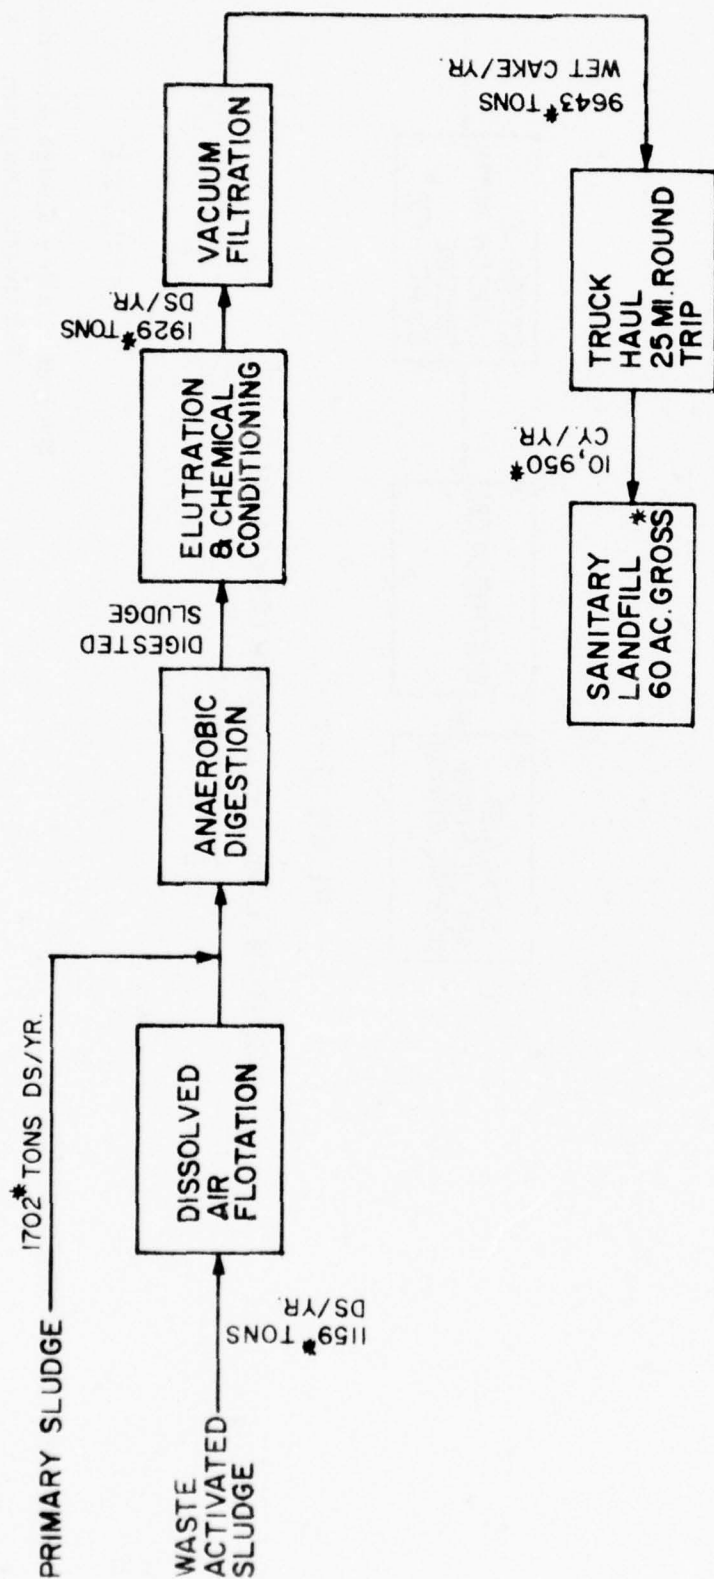 PRIMARY SLUDGE
1702* TONS DS/YR.
WASTE
ACTIVATED
SLUDGE
1159* TONS
DS/YR.
DISSOLVED
AIR
FLOTATION
ANAEROBIC
DIGESTION
DIGESTED
SLUDGE
ELUTRATION
& CHEMICAL
CONDITIONING
1929* TONS
DS/YR.
VACUUM
FILTRATION
9643* TONS
WET CAKE/YR.
TRUCK
HAUL
25 MI. ROUND
TRIP
10,950*
CY./YR.
SANITARY
LANDFILL *
60 AC. GROSS